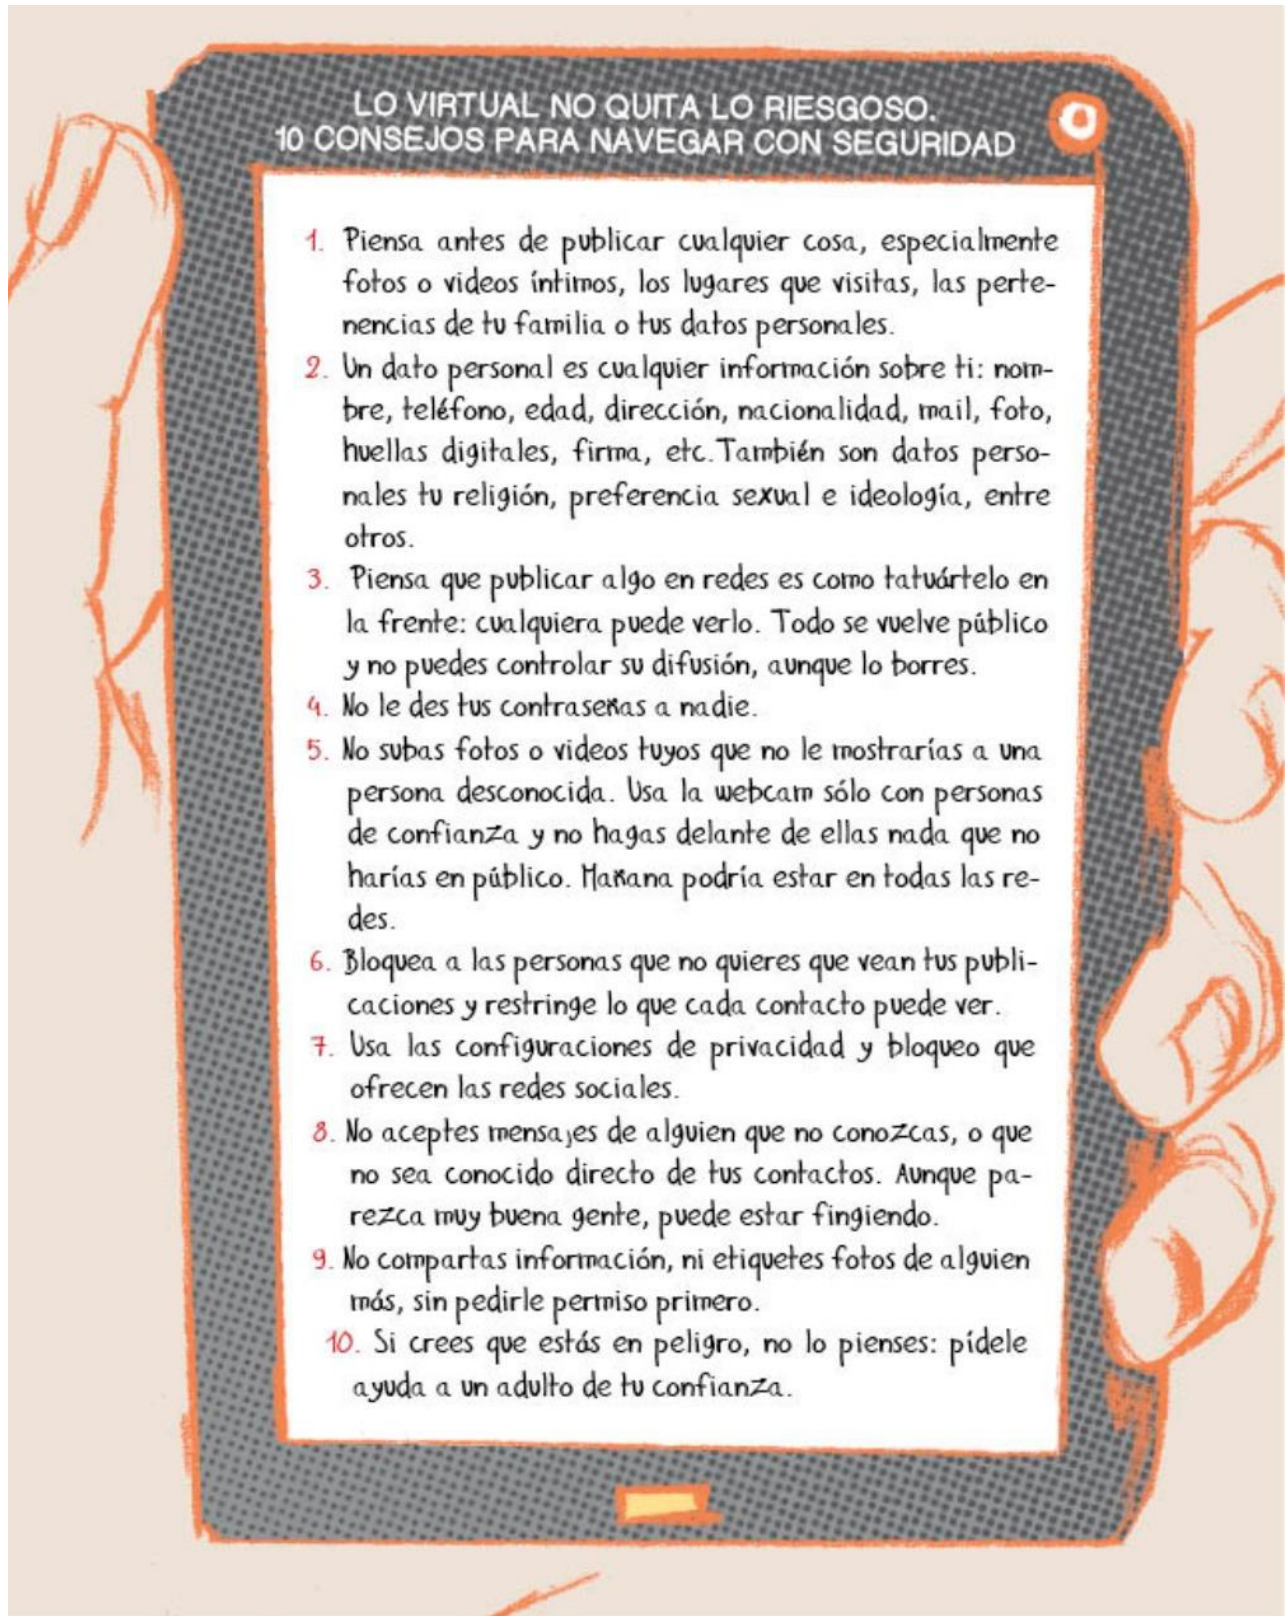 LO VIRTUAL NO QUITA LO RIESGOSO.
10 CONSEJOS PARA NAVEGAR CON SEGURIDAD
1. Piensa antes de publicar cualquier cosa, especialmente
fotos o videos íntimos, los lugares que visitas, las perte-
nencias de tu familia o tus datos personales.
2. Un dato personal es cualquier información sobre ti: nom-
bre, teléfono, edad, dirección, nacionalidad, mail, foto,
huellas digitales, firma, etc. También son datos perso-
nales tu religión, preferencia sexual e ideología, entre
otros.
3. Piensa que publicar algo en redes es como tatuártelo en
la frente: cualquiera puede verlo. Todo se vuelve público
y no puedes controlar su difusión, aunque lo borres.
4. No le des tus contraseñas a nadie.
5. No subas fotos o videos tuyos que no le mostrarías a una
persona desconocida. Usa la webcam sólo con personas
de confianza y no hagas delante de ellas nada que no
harías en público. Mañana podría estar en todas las re-
des.
6. Bloquea a las personas que no quieres que vean tus publi-
caciones y restringe lo que cada contacto puede ver.
7. Usa las configuraciones de privacidad y bloqueo que
ofrecen las redes sociales.
8. No aceptes mensajes de alguien que no conozcas, o que
no sea conocido directo de tus contactos. Aunque pa-
rezca muy buena gente, puede estar fingiendo.
9. No compartas información, ni etiquetes fotos de alguien
más, sin pedirle permiso primero.
10. Si crees que estás en peligro, no lo pienses: pídele
ayuda a un adulto de tu confianza.